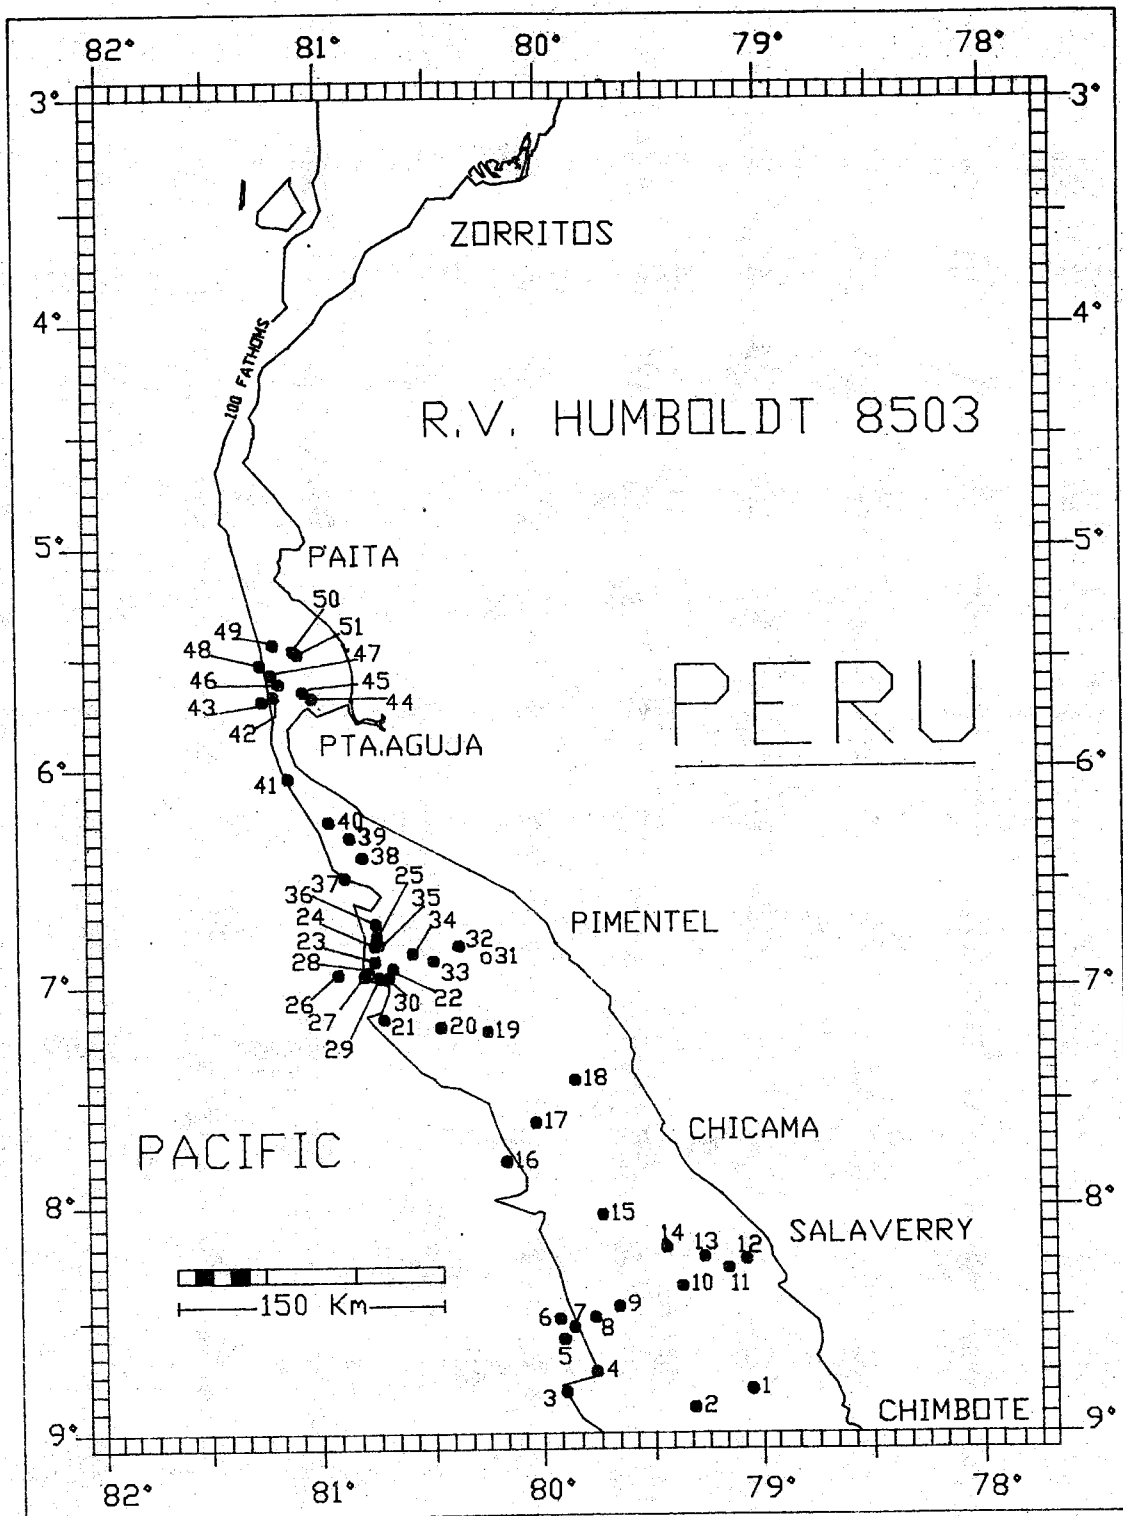 82° 81° 80° 79° 78°
3° 3°
ZORRITOS
4° 4°
100 FATHOMS
R.V. HUMBOLDT 8503
5° 5°
PAITA
50
49 51
48 47
46 45
43 44
42
PERU
PTA.AGUJA
6° 6°
41
40
39
38
37 25
36 35
24 34
23 32
31
28 33
26 22
27 30
29 21 20 19
PIMENTEL
7° 7°
18
17
CHICAMA
PACIFIC
16
8° 8°
15
14 13 12
SALAVERRY
10 11
150 Km
6 7 9
8
5
4
3 2 1
CHIMBOTE
9° 9°
82° 81° 80° 79° 78°